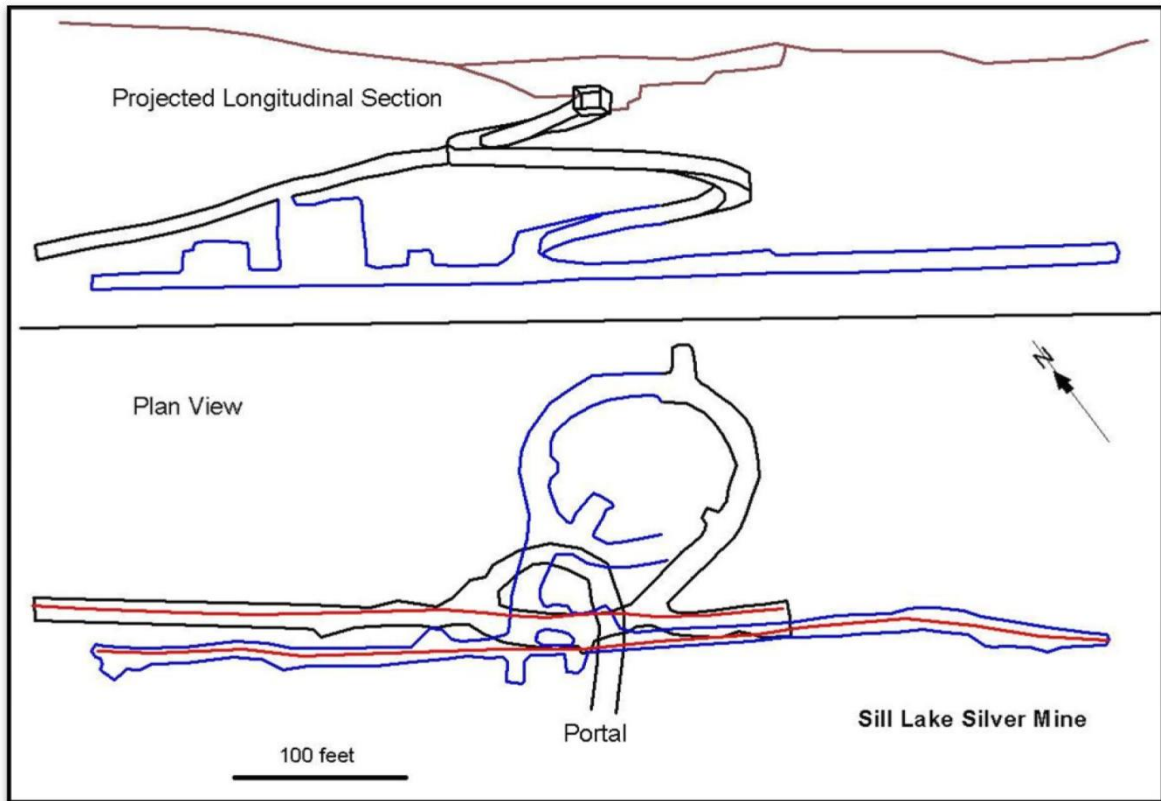 Projected Longitudinal Section
N
Plan View
Portal
Sill Lake Silver Mine
100 feet